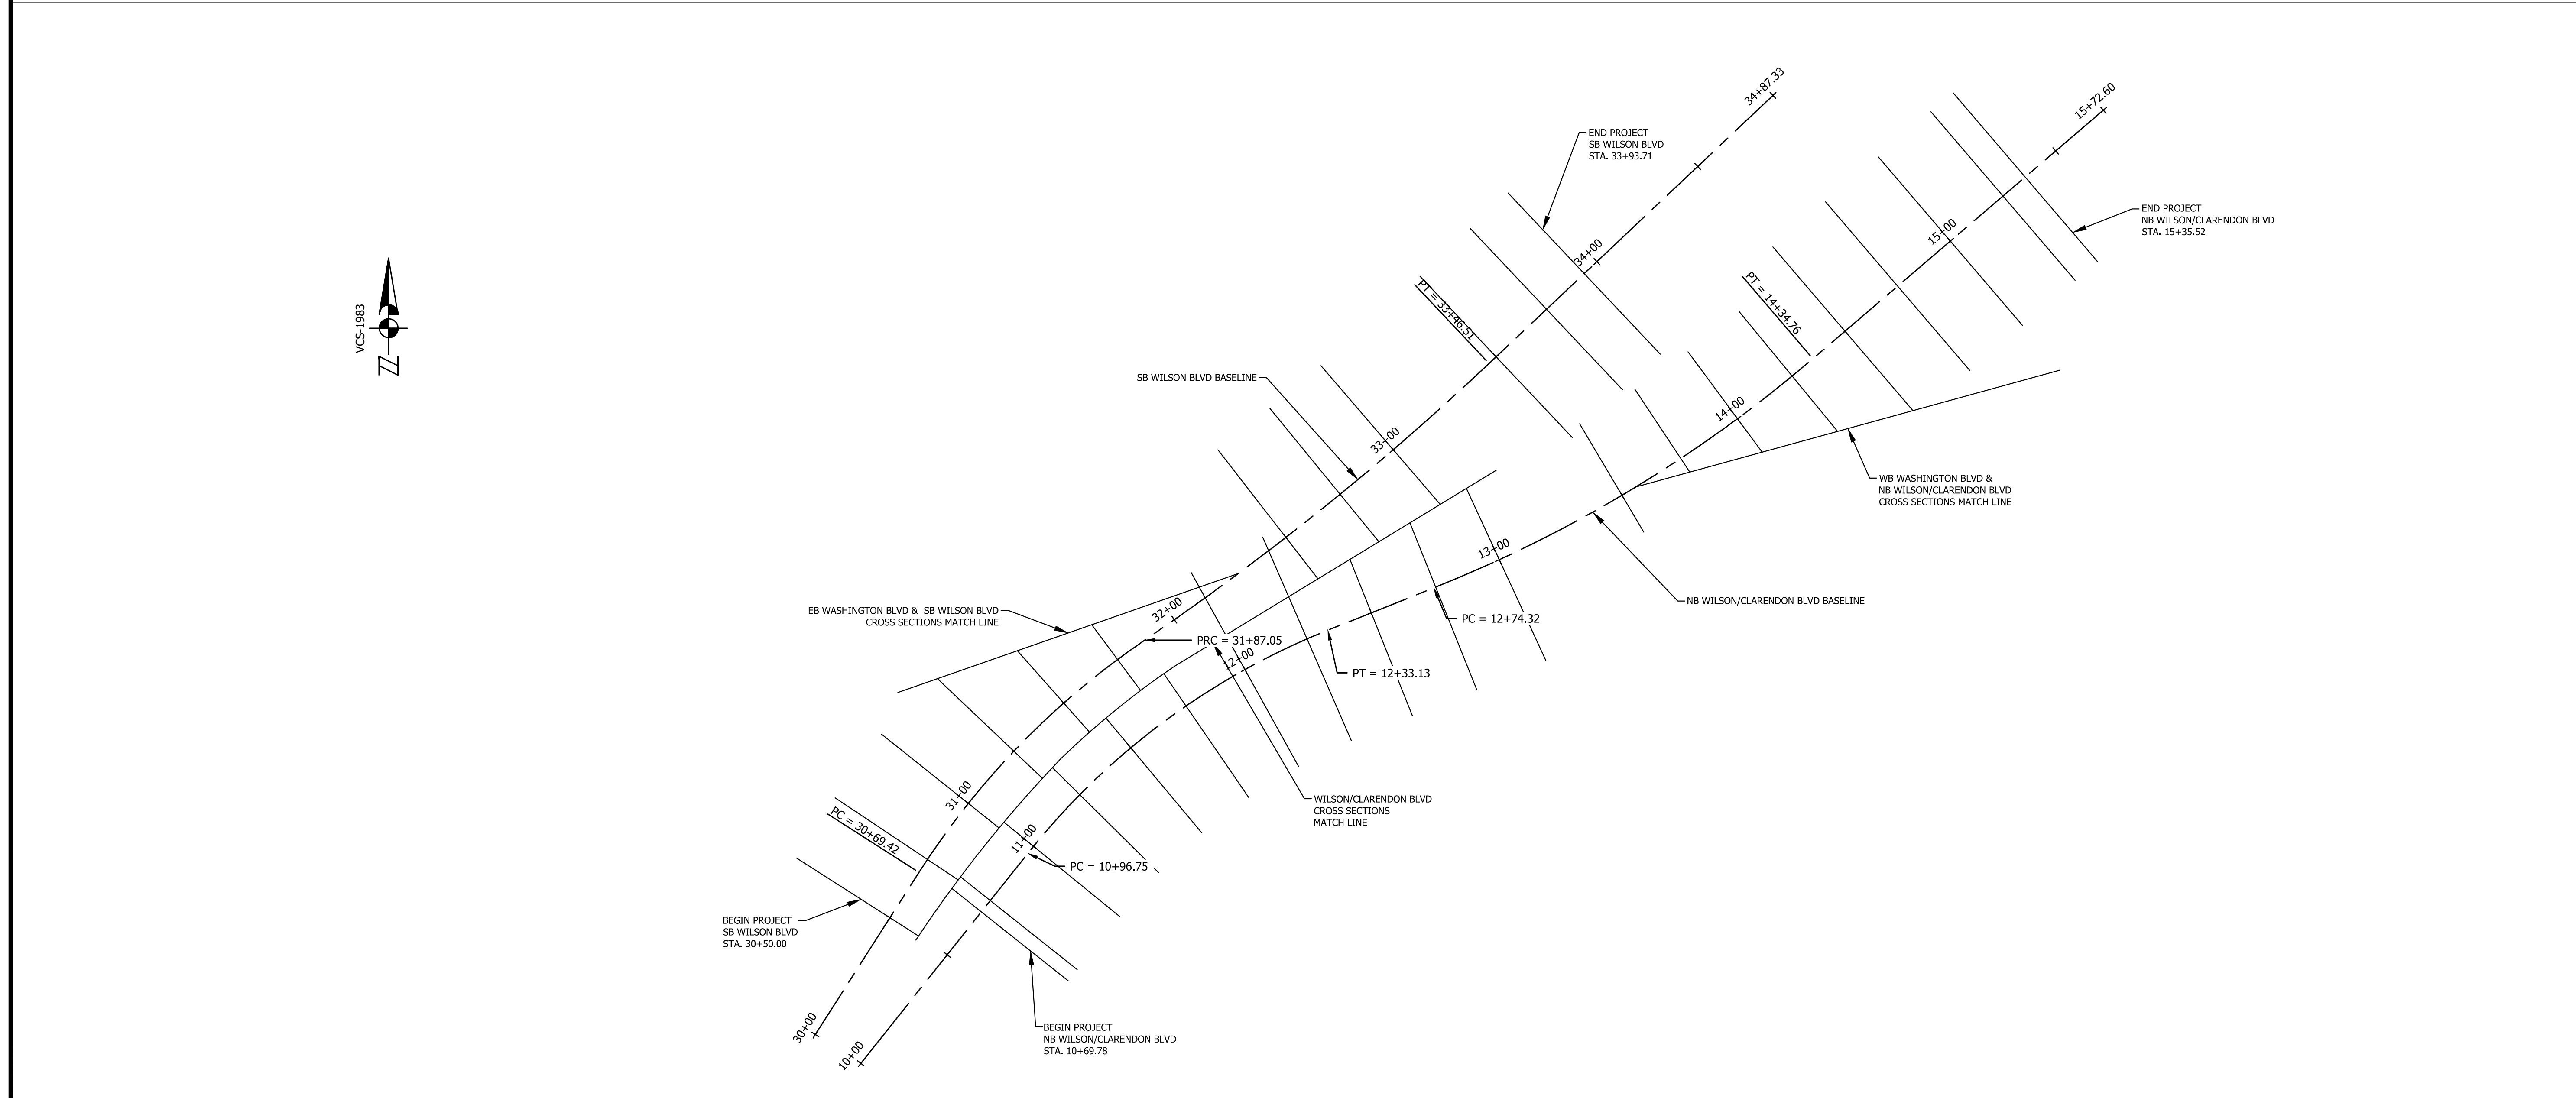 34+87.33
15+72.60
END PROJECT
SB WILSON BLVD
STA. 33+93.71
END PROJECT
NB WILSON/CLARENDON BLVD
STA. 15+35.52
34+00
15+00
VCS-1983
N
PT = 33+46.51
PT = 14+34.76
SB WILSON BLVD BASELINE
14+00
33+00
WB WASHINGTON BLVD &
NB WILSON/CLARENDON BLVD
CROSS SECTIONS MATCH LINE
13+00
NB WILSON/CLARENDON BLVD BASELINE
EB WASHINGTON BLVD & SB WILSON BLVD
CROSS SECTIONS MATCH LINE
32+00
PC = 12+74.32
PRC = 31+87.05
12+00
PT = 12+33.13
31+00
WILSON/CLARENDON BLVD
CROSS SECTIONS
MATCH LINE
PC = 30+69.42
11+00
PC = 10+96.75
BEGIN PROJECT
SB WILSON BLVD
STA. 30+50.00
30+00
10+00
BEGIN PROJECT
NB WILSON/CLARENDON BLVD
STA. 10+69.78